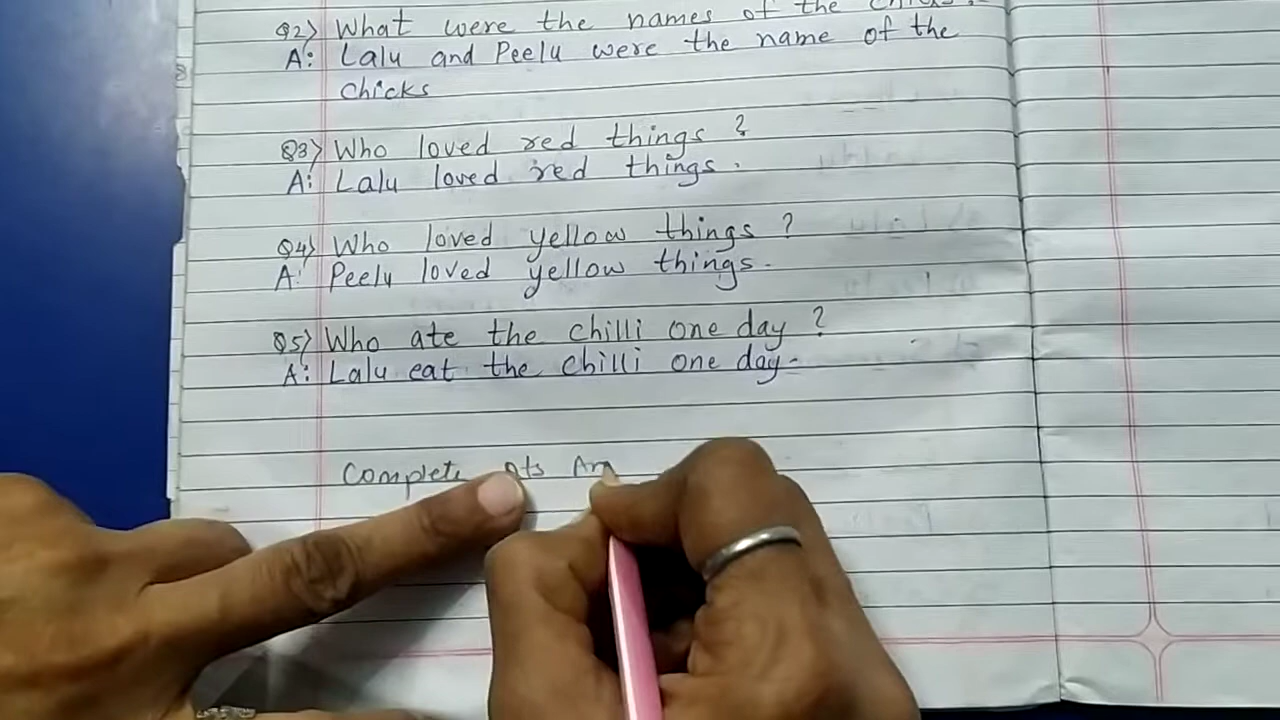 Q2) What were the names of the chicks?
A: Lalu and Peelu were the name of the
chicks
Q3) Who loved red things ?
A: Lalu loved red things.
Q4) Who loved yellow things ?
A: Peelu loved yellow things.
Q5) Who ate the chilli one day ?
A: Lalu eat the chilli one day.
Complete